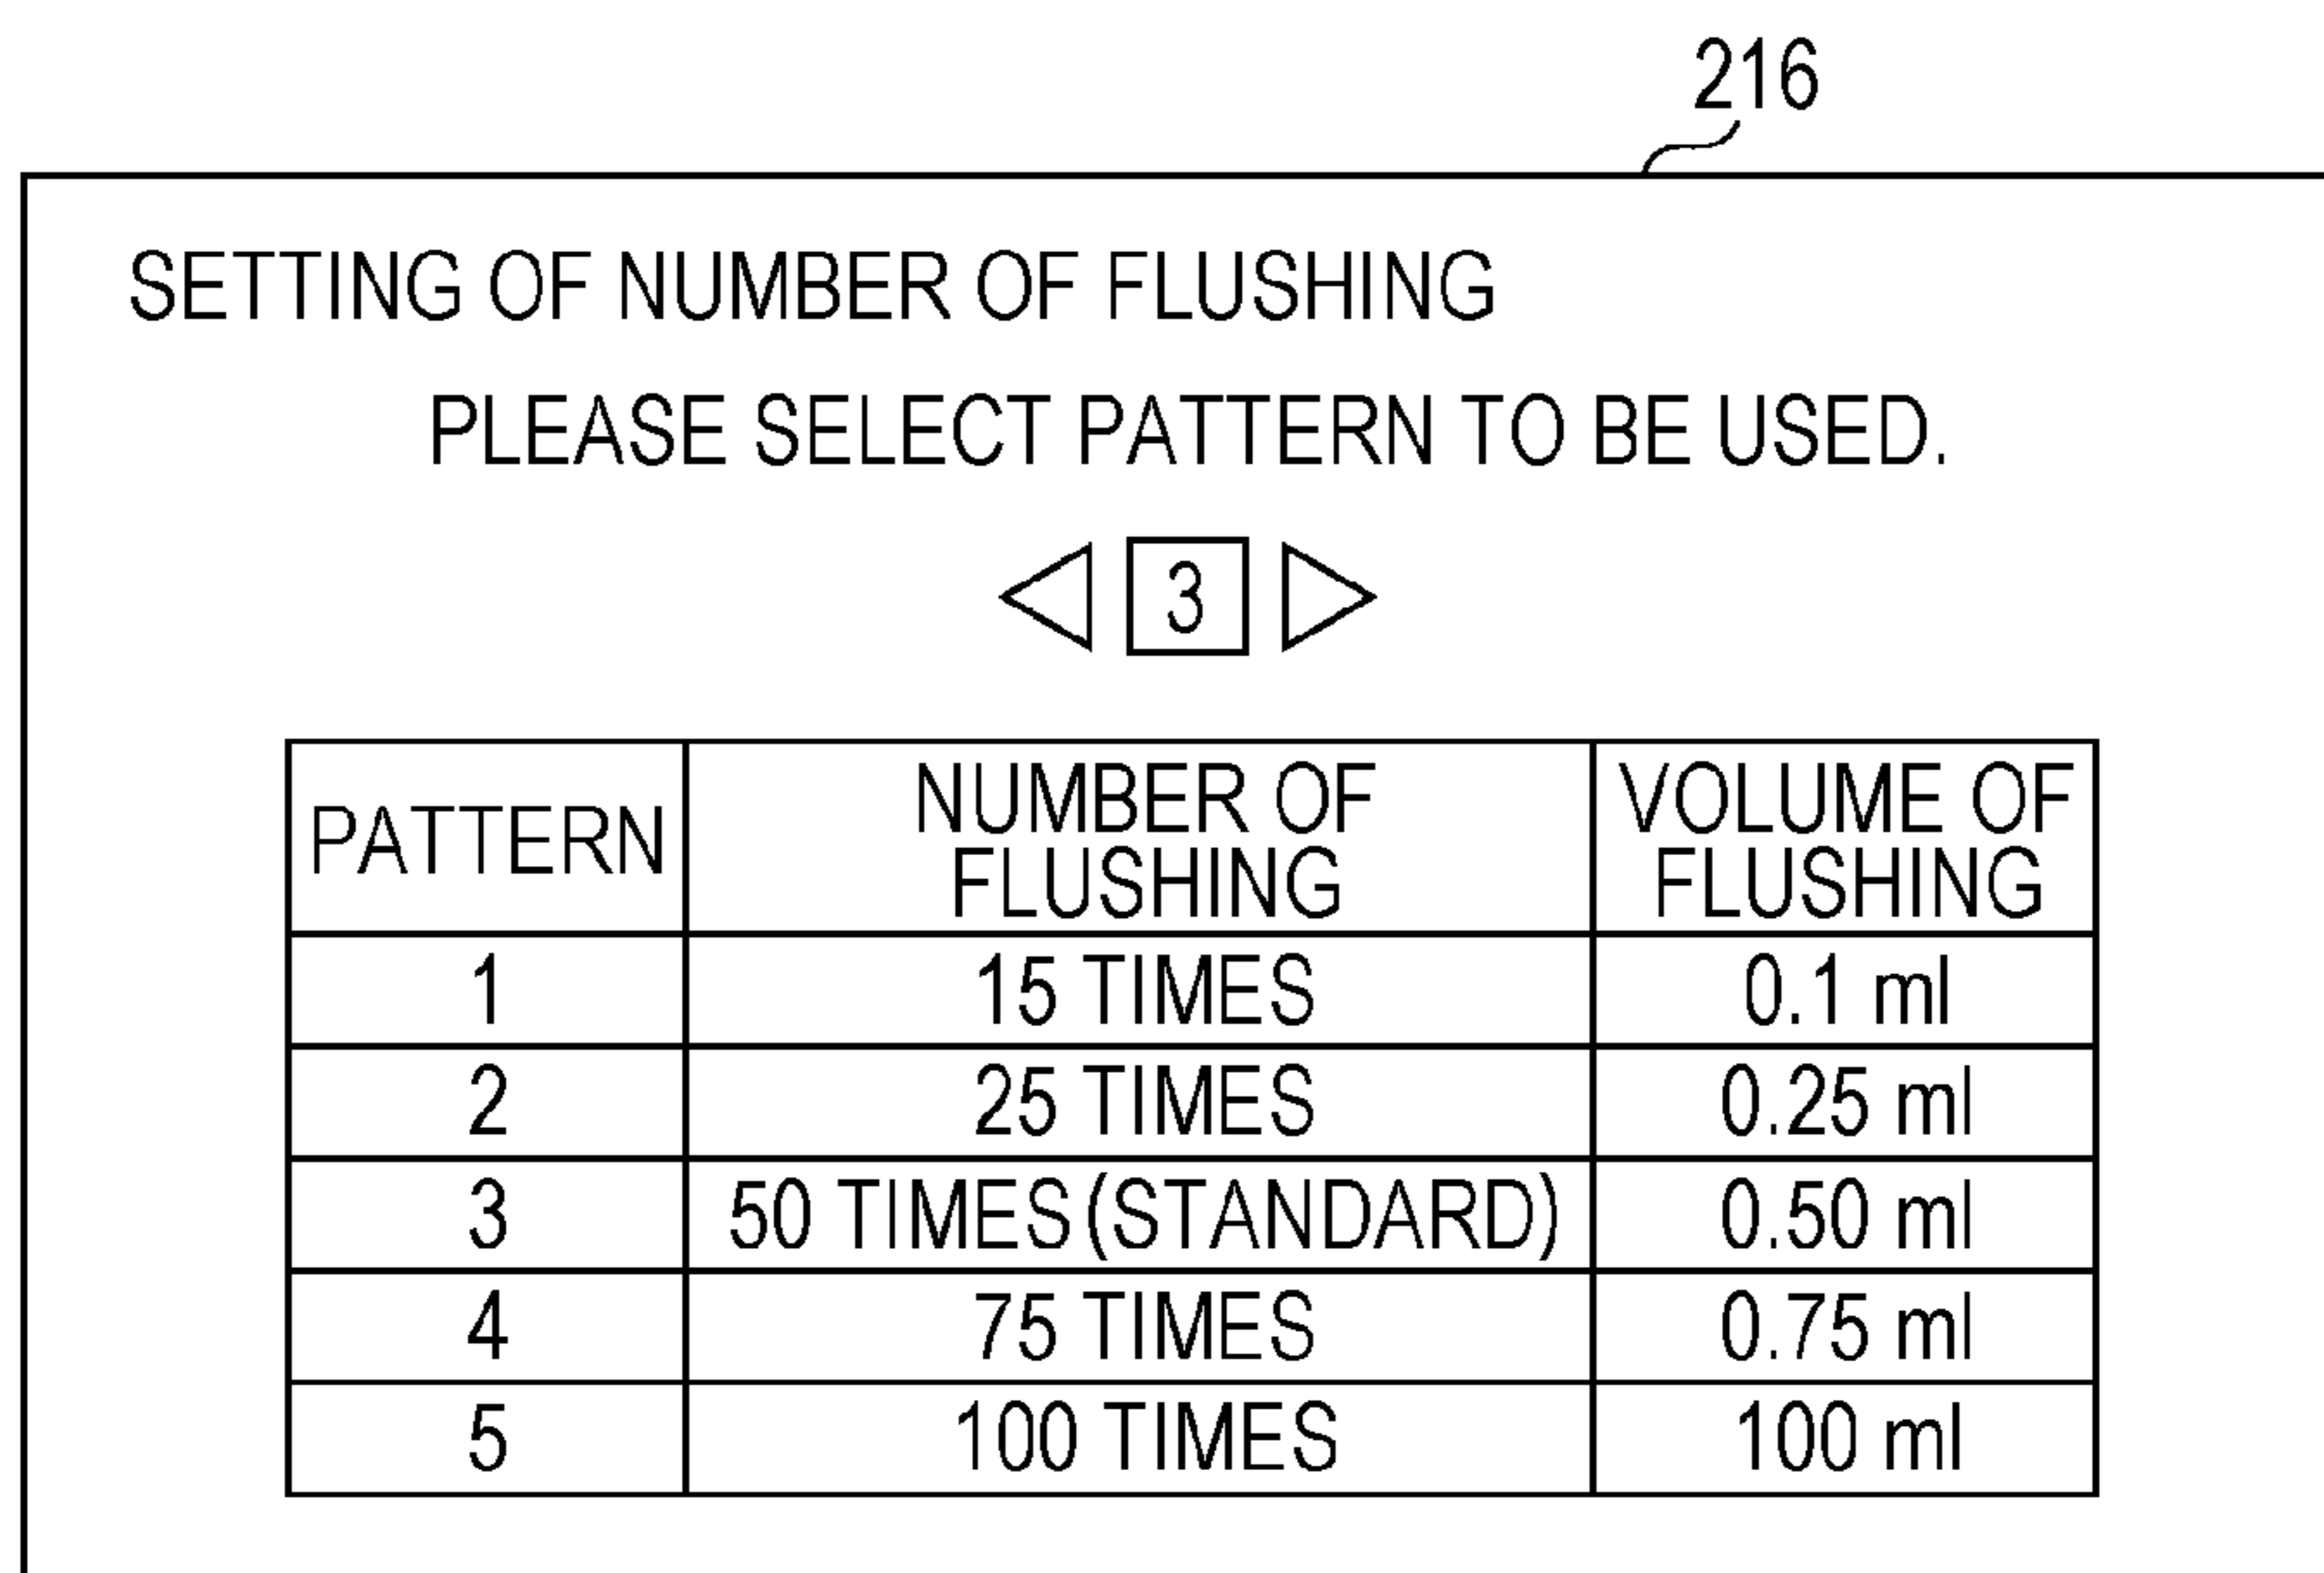 216
SETTING OF NUMBER OF FLUSHING
PLEASE SELECT PATTERN TO BE USED.
3
PATTERN NUMBER OF FLUSHING VOLUME OF FLUSHING
1 15 TIMES 0.1 ml
2 25 TIMES 0.25 ml
3 50 TIMES (STANDARD) 0.50 ml
4 75 TIMES 0.75 ml
5 100 TIMES 100 ml